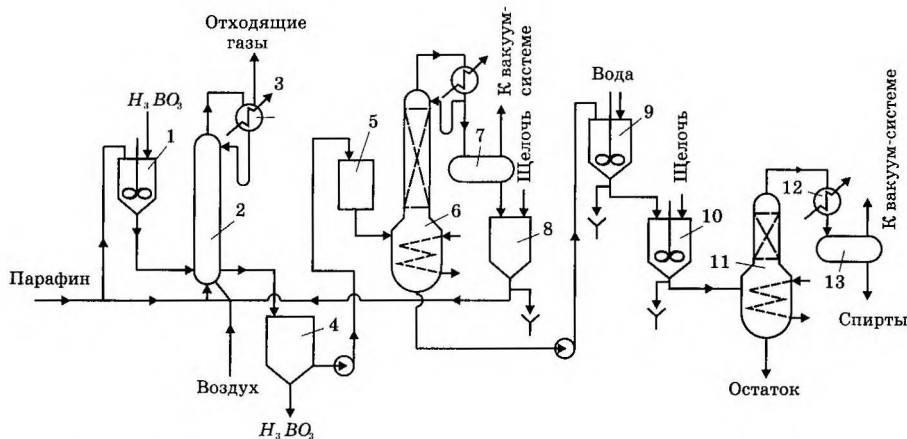 Отходящие
газы
3
H₃BO₃
1
2
Парафин
Воздух
4
H₃BO₃
5
6
К вакуум-системе
7
Щелочь
8
Вода
9
Щелочь
10
11
12
К вакуум-системе
13
Спирты
Остаток